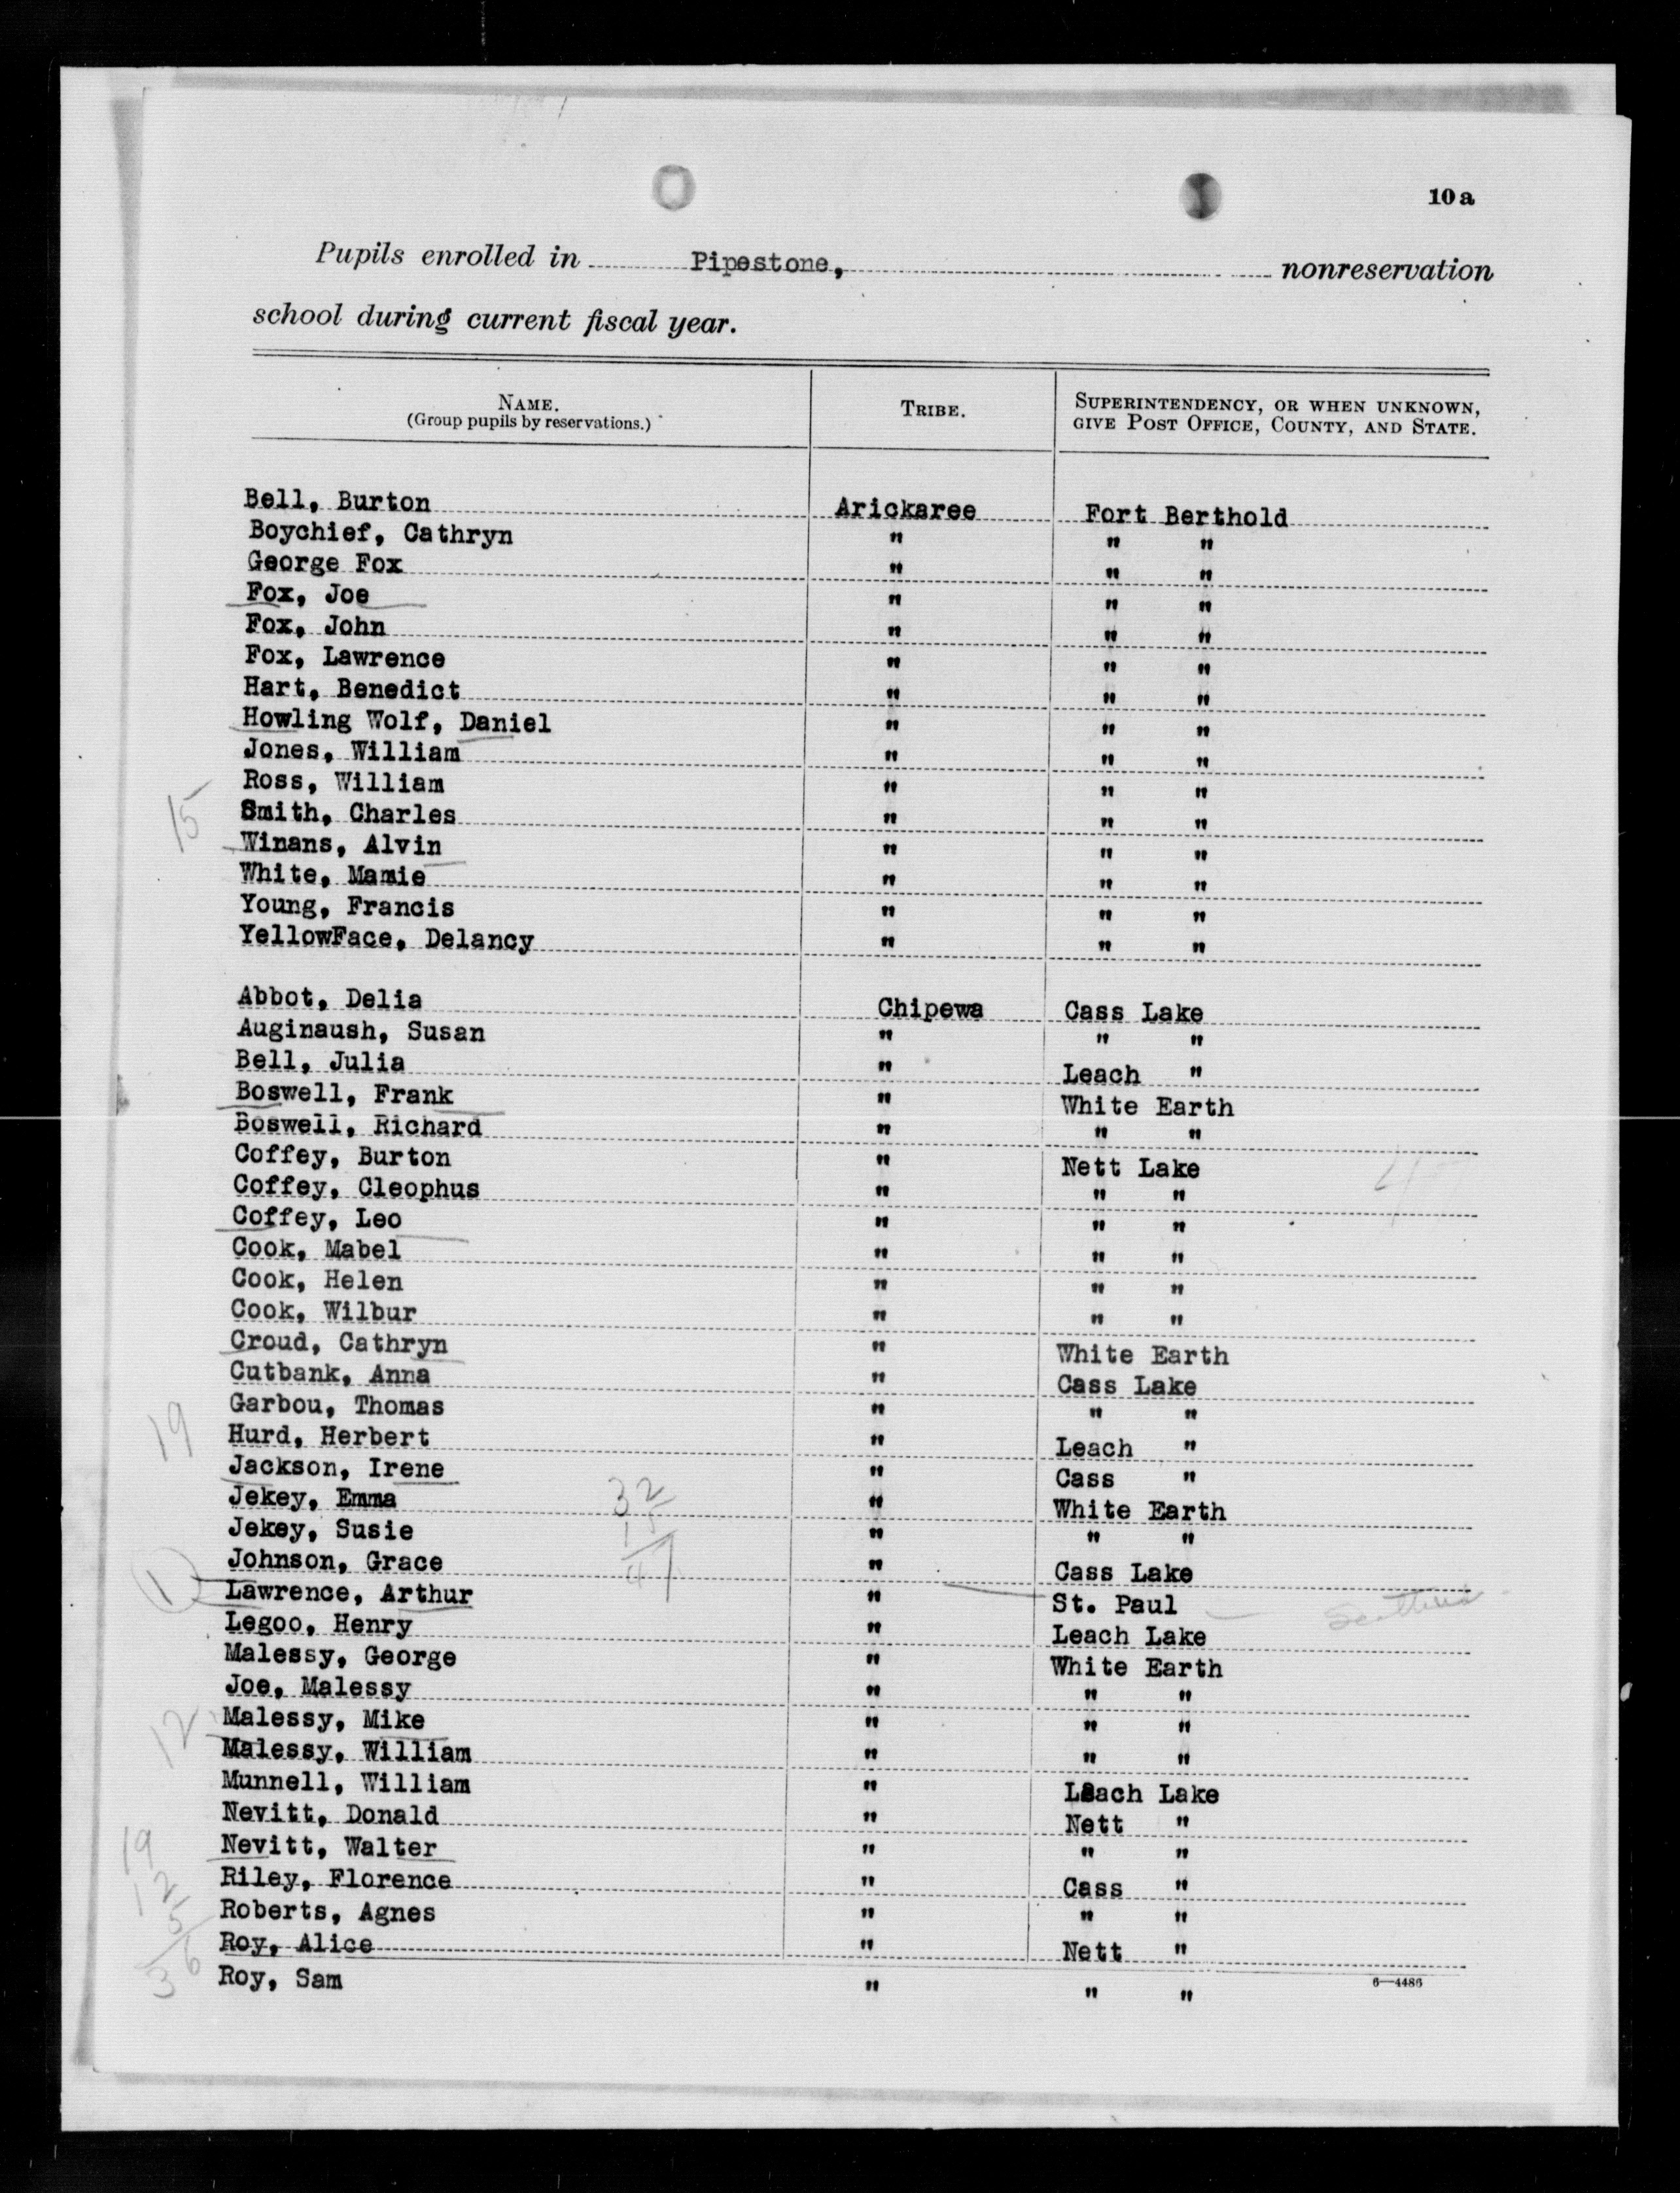 10a
Pupils enrolled in Pipestone, nonreservation
school during current fiscal year.
NAME. TRIBE. SUPERINTENDENCY, OR WHEN UNKNOWN,
(Group pupils by reservations.) GIVE POST OFFICE, COUNTY, AND STATE.
Bell, Burton Arickaree Fort Berthold
Boychief, Cathryn " " "
George Fox " " "
Fox, Joe " " "
Fox, John " " "
Fox, Lawrence " " "
Hart, Benedict " " "
Howling Wolf, Daniel " " "
Jones, William " " "
Ross, William " " "
15 Smith, Charles " " "
Winans, Alvin " " "
White, Mamie " " "
Young, Francis " " "
YellowFace, Delancy " " "
Abbot, Delia Chipewa Cass Lake
Auginaush, Susan " " "
Bell, Julia " Leach "
Boswell, Frank " White Earth
Boswell, Richard " " "
Coffey, Burton " Nett Lake
Coffey, Cleophus " " " 4
Coffey, Leo " " "
Cook, Mabel " " "
Cook, Helen " " "
Cook, Wilbur " " "
Croud, Cathryn " White Earth
Cutbank, Anna " Cass Lake
Garbou, Thomas " " "
19 Hurd, Herbert " Leach "
Jackson, Irene " Cass "
Jekey, Emma 32 " White Earth
Jekey, Susie 15 " " "
Johnson, Grace 47 " Cass Lake
1 Lawrence, Arthur " St. Paul
Legoo, Henry " Leach Lake
Malessy, George " White Earth
Joe, Malessy " " "
12 Malessy, Mike " " "
Malessy, William " " "
Munnell, William " Leach Lake
Nevitt, Donald " Nett "
19 Nevitt, Walter " " "
12 Riley, Florence " Cass "
5 Roberts, Agnes " " "
36 Roy, Alice " Nett "
Roy, Sam " " "
6—4486